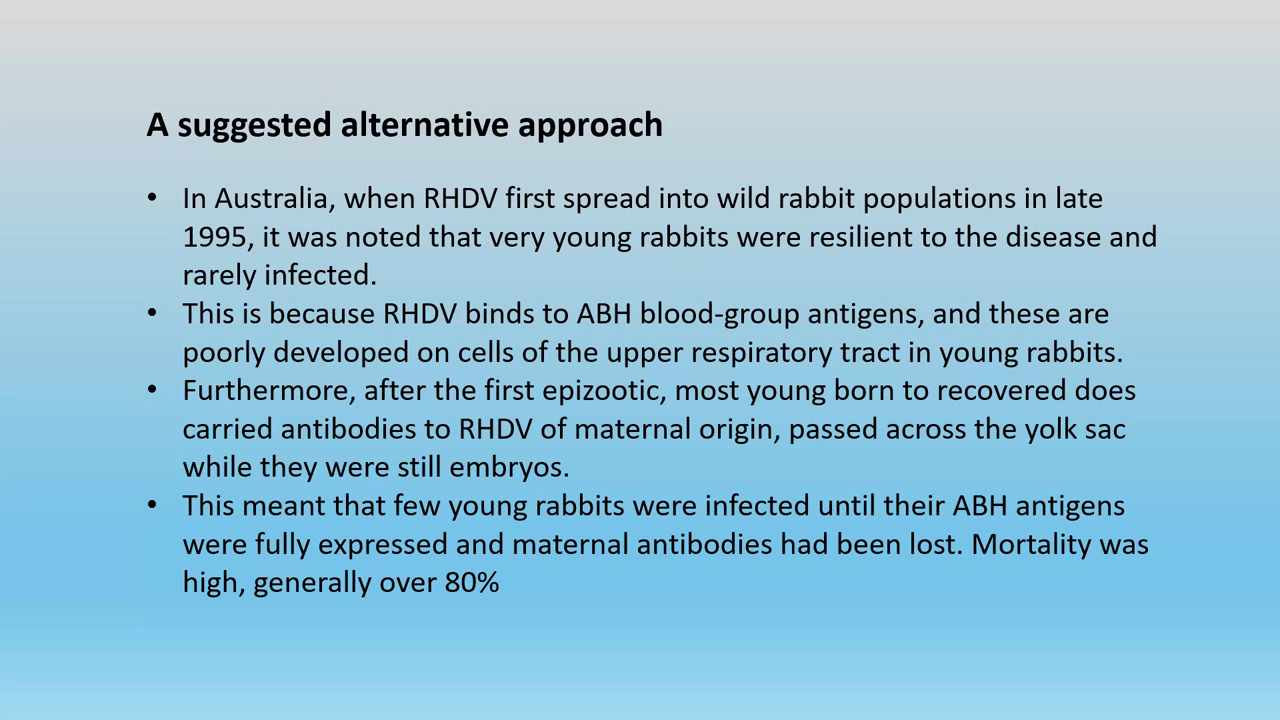 A suggested alternative approach
• In Australia, when RHDV first spread into wild rabbit populations in late
1995, it was noted that very young rabbits were resilient to the disease and
rarely infected.
• This is because RHDV binds to ABH blood-group antigens, and these are
poorly developed on cells of the upper respiratory tract in young rabbits.
• Furthermore, after the first epizootic, most young born to recovered does
carried antibodies to RHDV of maternal origin, passed across the yolk sac
while they were still embryos.
• This meant that few young rabbits were infected until their ABH antigens
were fully expressed and maternal antibodies had been lost. Mortality was
high, generally over 80%